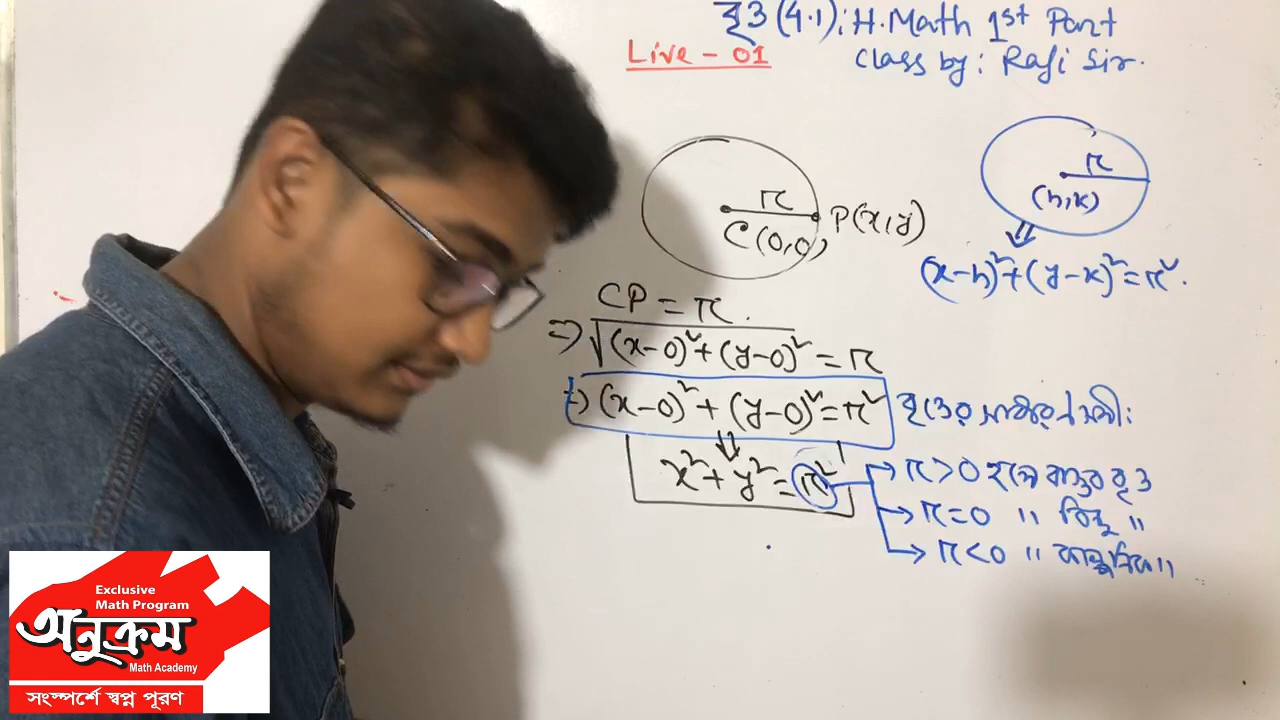 বৃত্ত (4.1): H.Math 1st Part
Live - 01
Class by: Rafi Sir.
r
C(0,0)
P(x,y)
r
(h,k)
(x-h)²+(y-k)²=r².
CP = r.
⇒ √(x-0)²+(y-0)² = r
⇒ (x-0)²+(y-0)²=r² বৃত্তের সাধারণ সমী:
⇓
x²+y²=r²
→ r>0 হলে বাস্তব বৃত্ত
→ r=0 " বিন্দু "
→ r<0 " কাল্পনিক "
Exclusive
Math Program
অনুক্রম
Math Academy
সংস্পর্শে স্বপ্ন পূরণ